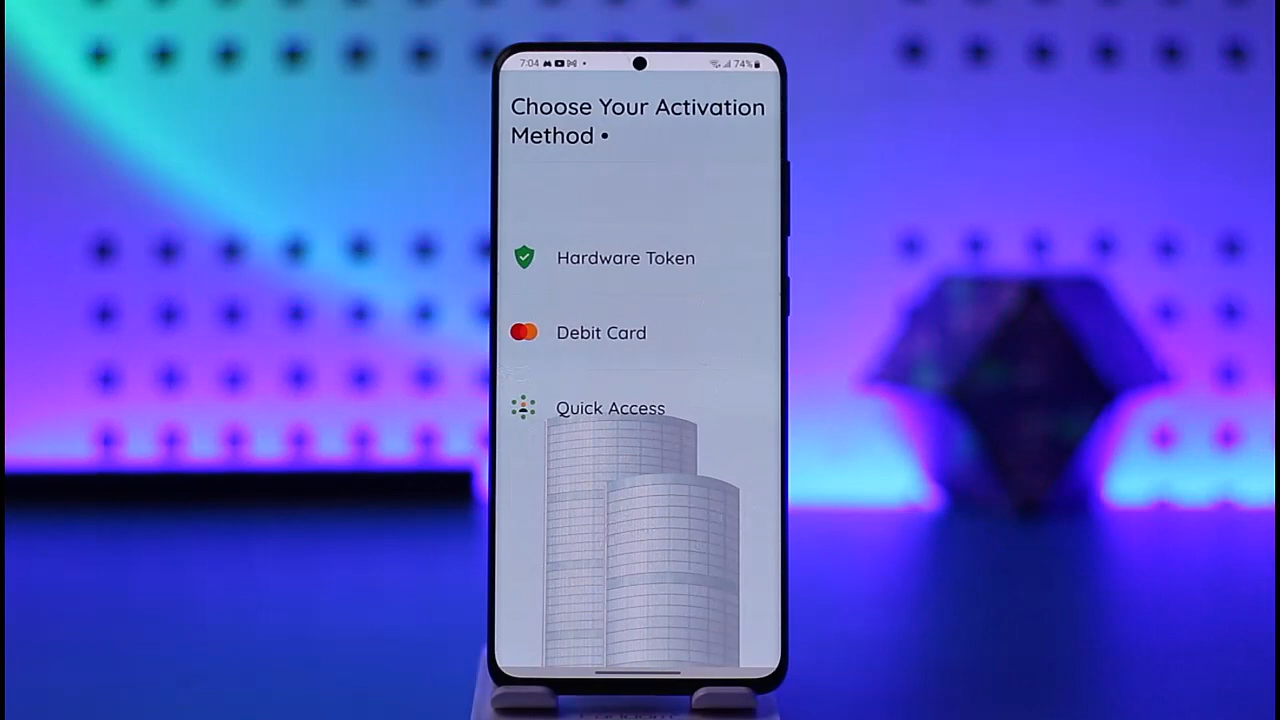 7:04
74%
Choose Your Activation
Method •
Hardware Token
Debit Card
Quick Access